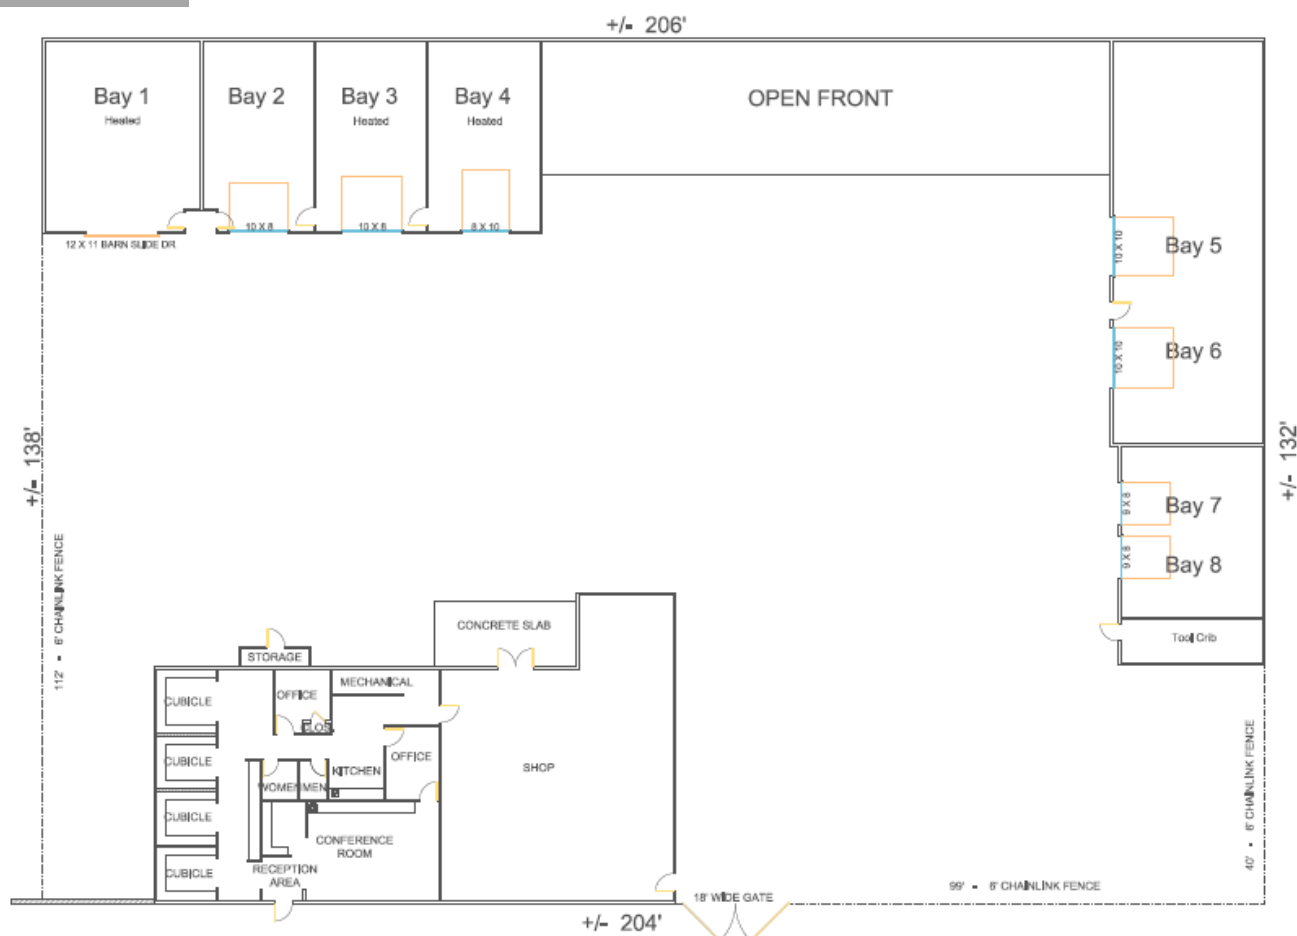 +/- 206'
Bay 1
Heated
Bay 2
Bay 3
Heated
Bay 4
Heated
OPEN FRONT
10 X 8
10 X 8
8 X 10
12 X 11 BARN SLIDE DR
10 X 10
Bay 5
10 X 10
Bay 6
+/- 138'
+/- 132'
9 X 8
Bay 7
9 X 8
Bay 8
112' - 6' CHAINLINK FENCE
CONCRETE SLAB
Tool Crib
STORAGE
MECHANICAL
CUBICLE
OFFICE
CLOS.
CUBICLE
OFFICE
SHOP
KITCHEN
WOMEN
MEN
CUBICLE
CONFERENCE
ROOM
CUBICLE
RECEPTION
AREA
40' - 6' CHAINLINK FENCE
99' - 6' CHAINLINK FENCE
18' WIDE GATE
+/- 204'